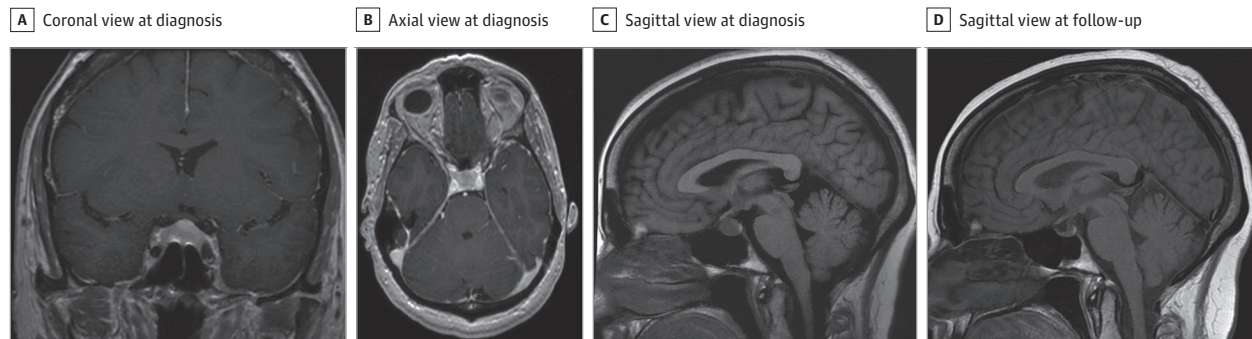 A Coronal view at diagnosis
B Axial view at diagnosis
C Sagittal view at diagnosis
D Sagittal view at follow-up